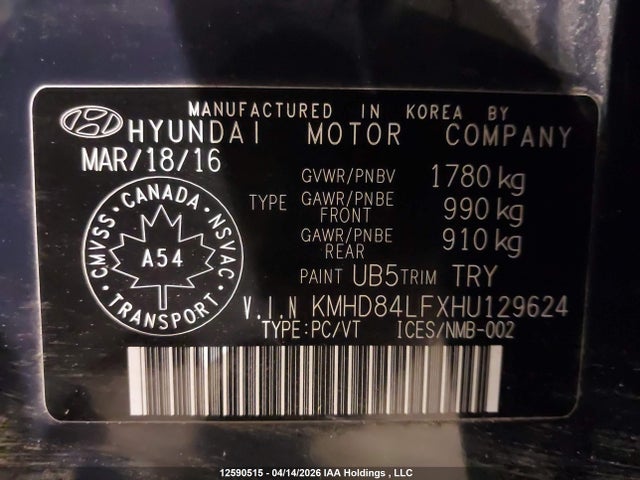 MANUFACTURED IN KOREA BY
HYUNDAI MOTOR COMPANY
MAR/18/16
GVWR/PNBV 1780 kg
TYPE GAWR/PNBE FRONT 990 kg
GAWR/PNBE REAR 910 kg
PAINT UB5 TRIM TRY
CANADA
CMVSS · NSVAC
A54
TRANSPORT
V.I.N KMHD84LFXHU129624
TYPE:PC/VT ICES/NMB-002
12590515 - 04/14/2026 IAA Holdings , LLC